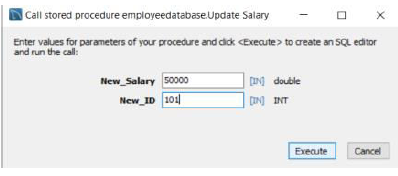 Call stored procedure employeedatabase.Update Salary
Enter values for parameters of your procedure and click <Execute> to create an SQL editor
and run the call:
New_Salary 50000 [IN] double
New_ID 101 [IN] INT
Execute Cancel